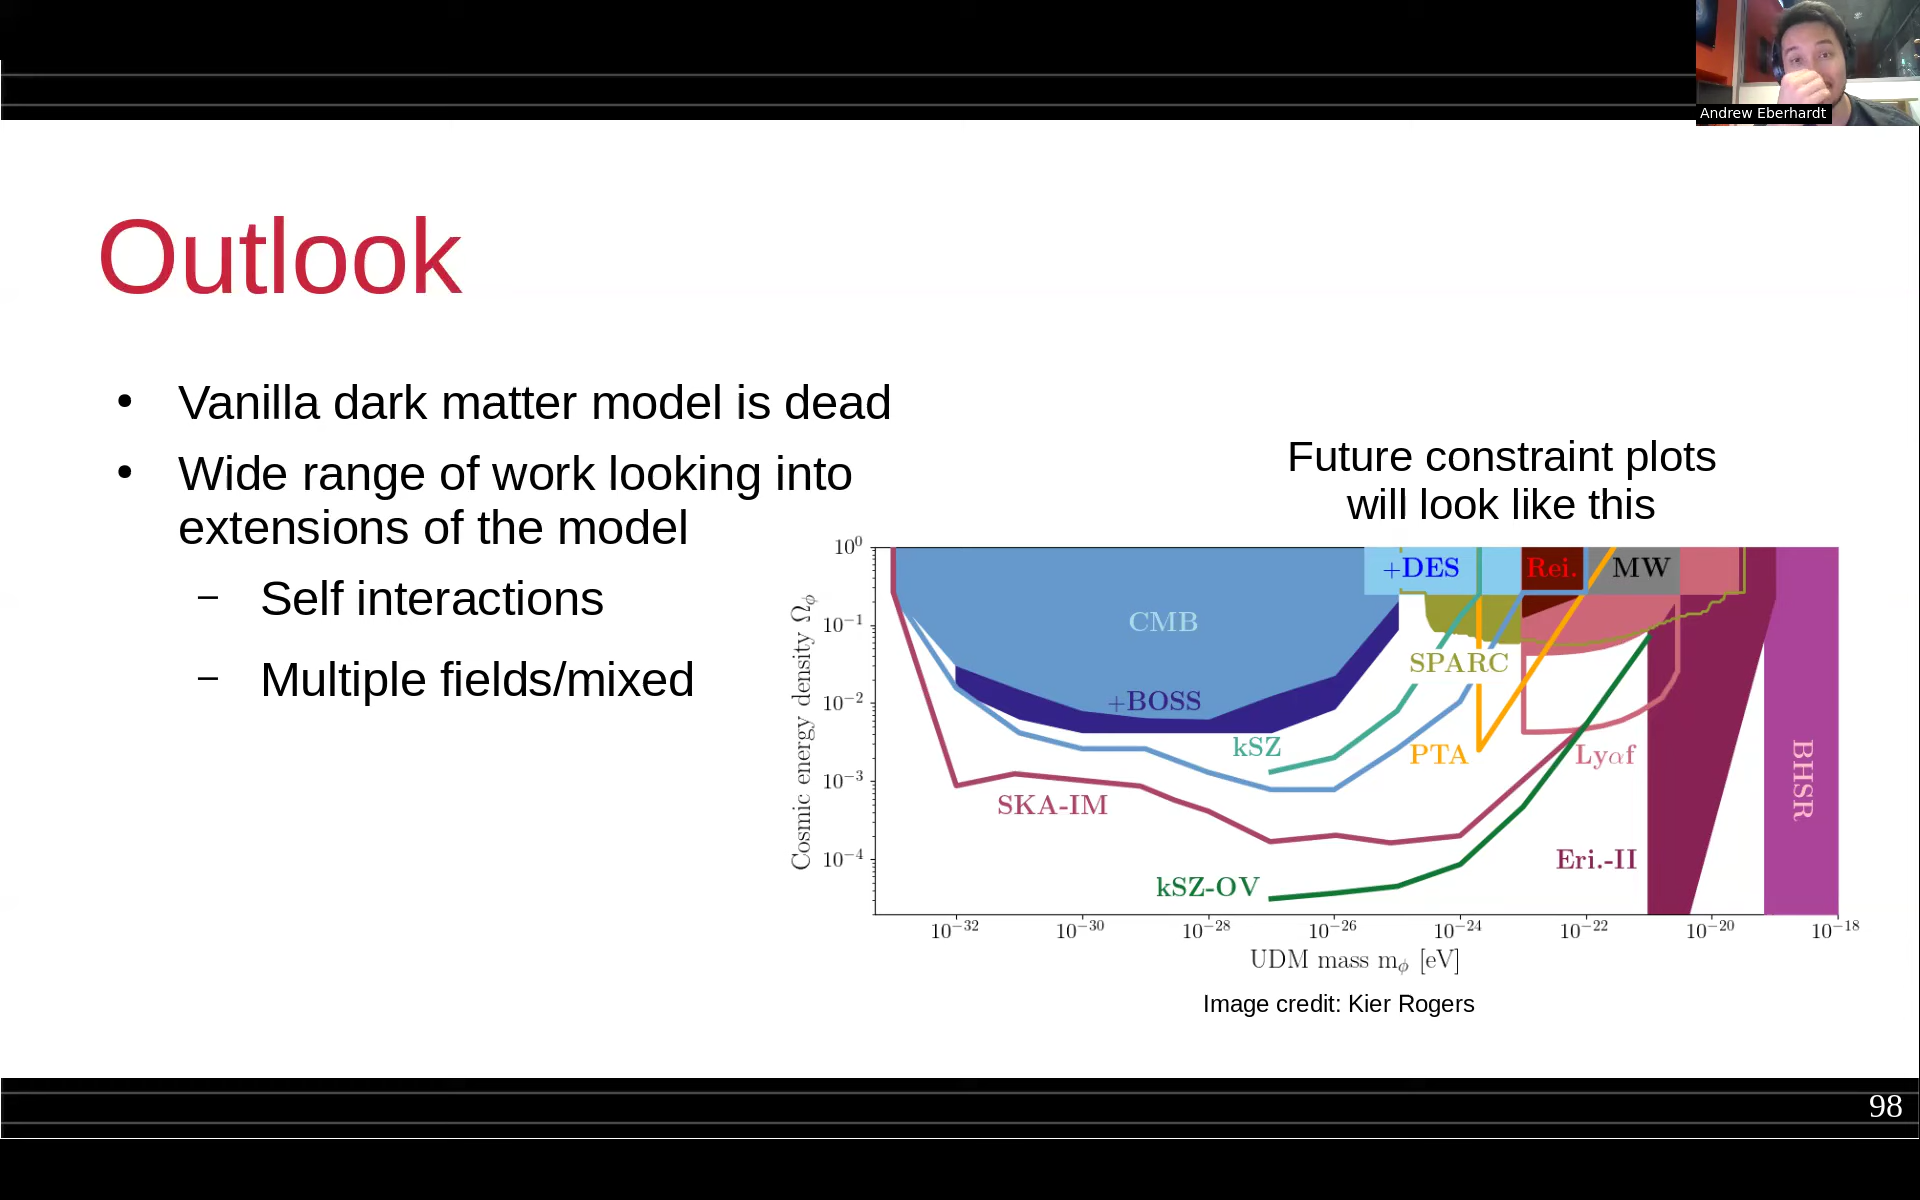 Andrew Eberhardt
Outlook
• Vanilla dark matter model is dead
• Wide range of work looking into
extensions of the model
– Self interactions
– Multiple fields/mixed
Future constraint plots
will look like this
Cosmic energy density Ω_ϕ
10⁰
10⁻¹
10⁻²
10⁻³
10⁻⁴
+DES
Rei.
MW
CMB
SPARC
+BOSS
kSZ
PTA
Lyαf
BHSR
SKA-IM
Eri.-II
kSZ-OV
10⁻³² 10⁻³⁰ 10⁻²⁸ 10⁻²⁶ 10⁻²⁴ 10⁻²² 10⁻²⁰ 10⁻¹⁸
UDM mass m_ϕ [eV]
Image credit: Kier Rogers
98